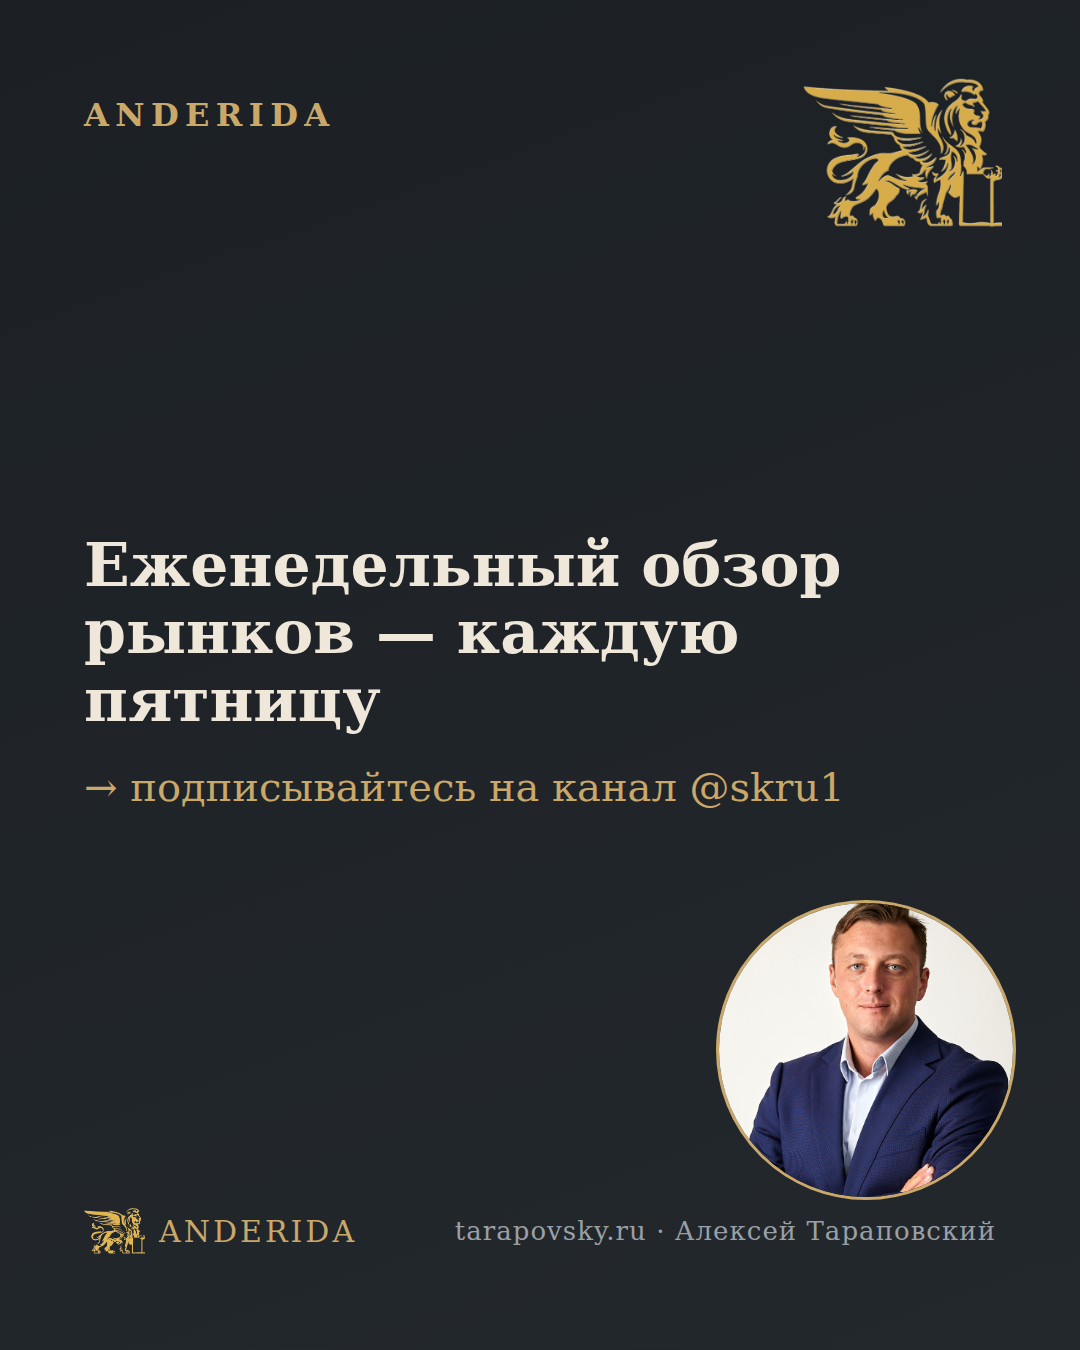 ANDERIDA
Еженедельный обзор
рынков — каждую
пятницу
→ подписывайтесь на канал @skru1
ANDERIDA
tarapovsky.ru · Алексей Тараповский